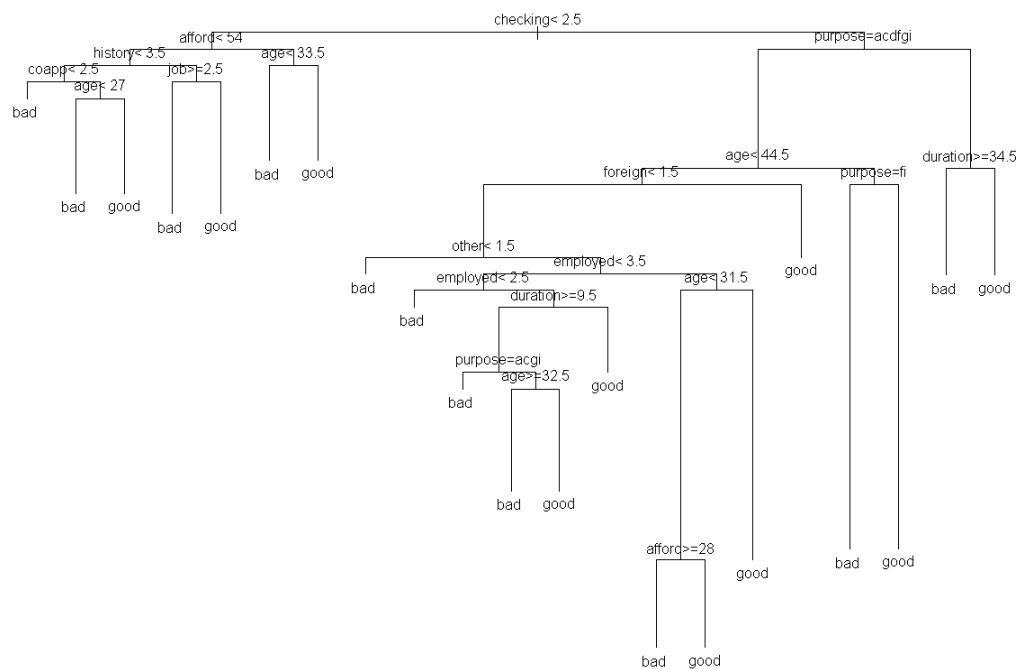 checking< 2.5
afford< 54
purpose=acdfgi
history< 3.5
age< 33.5
coapp< 2.5
job>=2.5
age< 27
bad
age< 44.5
duration>=34.5
bad
good
foreign< 1.5
purpose=fi
bad
good
bad
good
other< 1.5
employed< 3.5
good
bad
employed< 2.5
age< 31.5
bad
good
duration>=9.5
bad
purpose=acgi
age>=32.5
good
bad
bad
good
afford>=28
bad
good
good
bad
good